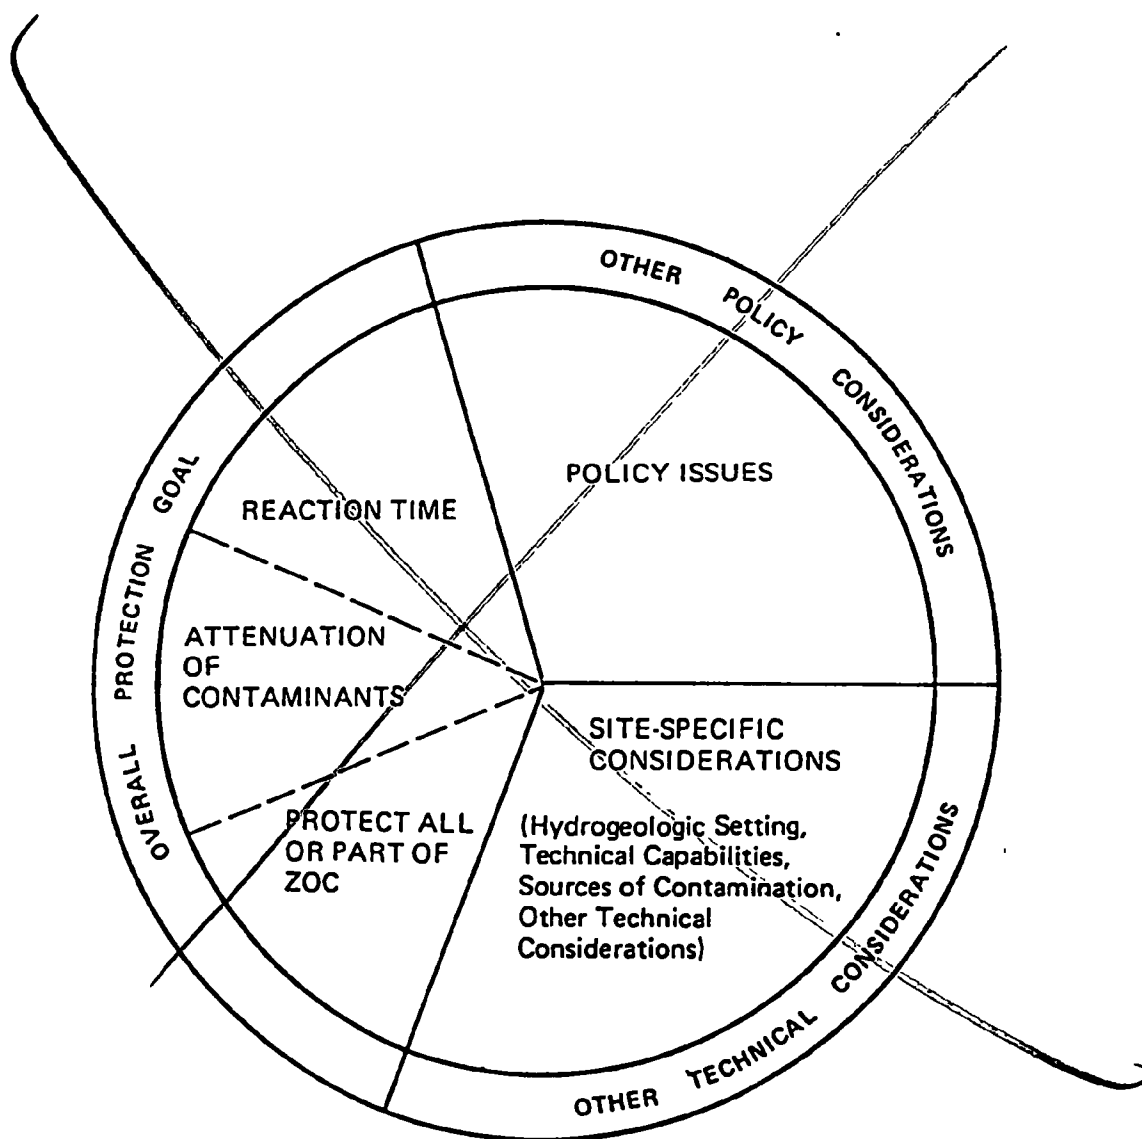 OTHER POLICY CONSIDERATIONS
POLICY ISSUES
OVERALL PROTECTION GOAL
REACTION TIME
ATTENUATION
OF
CONTAMINANTS
PROTECT ALL
OR PART OF
ZOC
SITE-SPECIFIC
CONSIDERATIONS
(Hydrogeologic Setting,
Technical Capabilities,
Sources of Contamination,
Other Technical
Considerations)
OTHER TECHNICAL CONSIDERATIONS